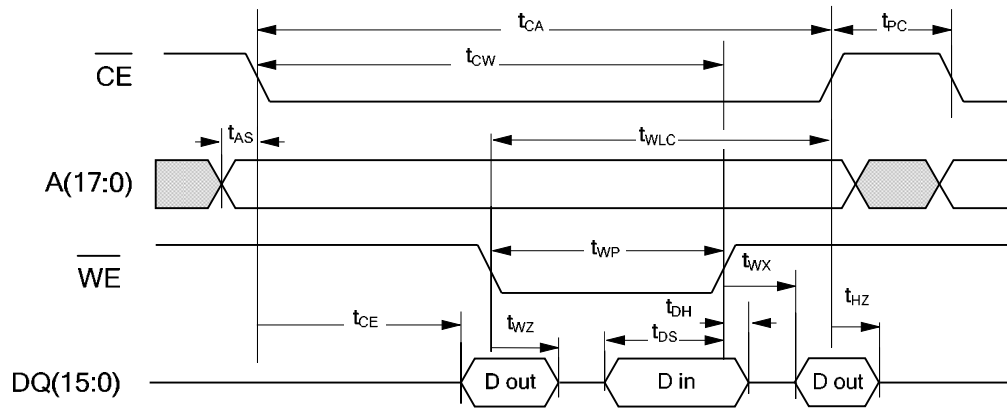 tCA
tPC
CE
tCW
tAS
tWLC
A(17:0)
tWP
WE
tWX
tCE
tDH
tHZ
tWZ
tDS
DQ(15:0)
D out
D in
D out